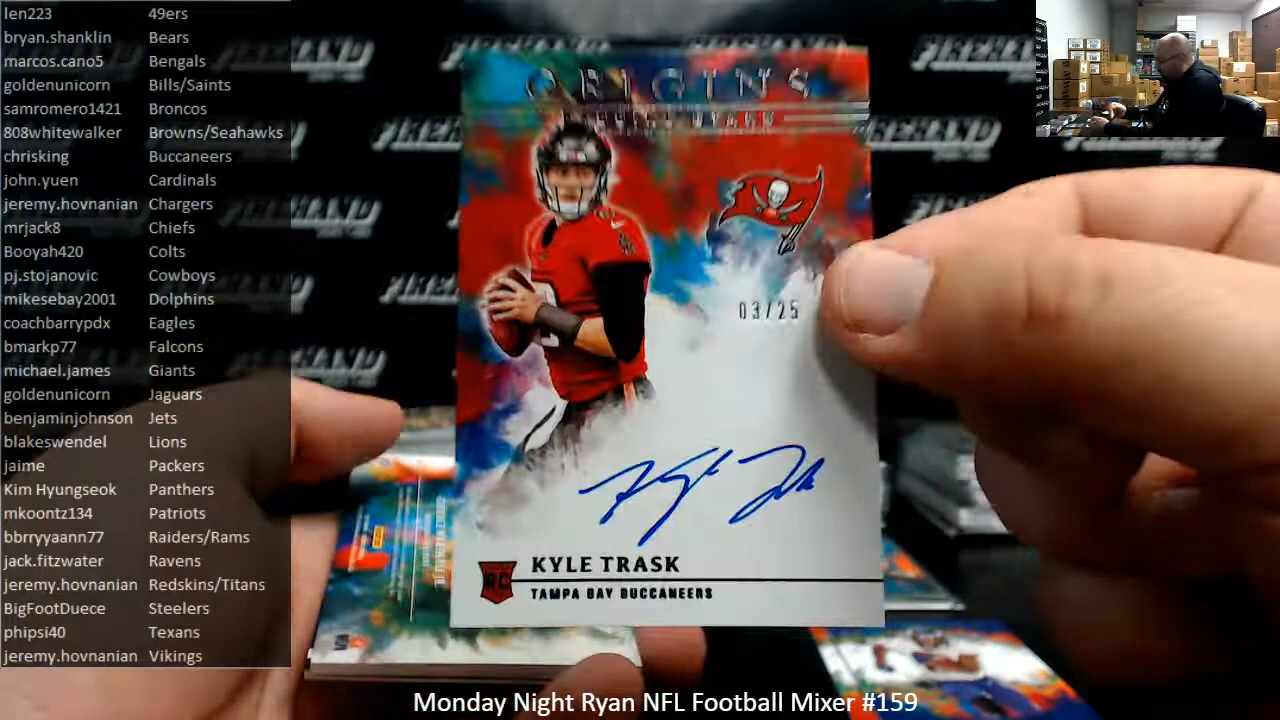 len223 49ers
bryan.shanklin Bears
marcos.cano5 Bengals
goldenunicorn Bills/Saints
samromero1421 Broncos
808whitewalker Browns/Seahawks
chrisking Buccaneers
john.yuen Cardinals
jeremy.hovnanian Chargers
mrjack8 Chiefs
Booyah420 Colts
pj.stojanovic Cowboys
mikesebay2001 Dolphins
coachbarrypdx Eagles
bmarkp77 Falcons
michael.james Giants
goldenunicorn Jaguars
benjaminjohnson Jets
blakeswendel Lions
jaime Packers
Kim Hyungseok Panthers
mkoontz134 Patriots
bbrryyaann77 Raiders/Rams
jack.fitzwater Ravens
jeremy.hovnanian Redskins/Titans
BigFootDuece Steelers
phipsi40 Texans
jeremy.hovnanian Vikings
FIREHAND
ORIGINS
03/25
RC
KYLE TRASK
TAMPA BAY BUCCANEERS
Monday Night Ryan NFL Football Mixer #159